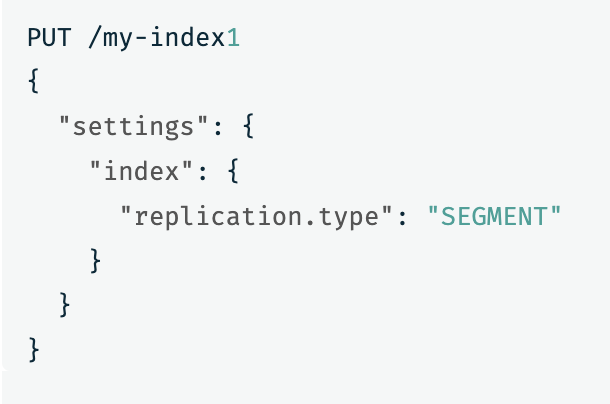 PUT /my-index1
{
  "settings": {
    "index": {
      "replication.type": "SEGMENT"
    }
  }
}